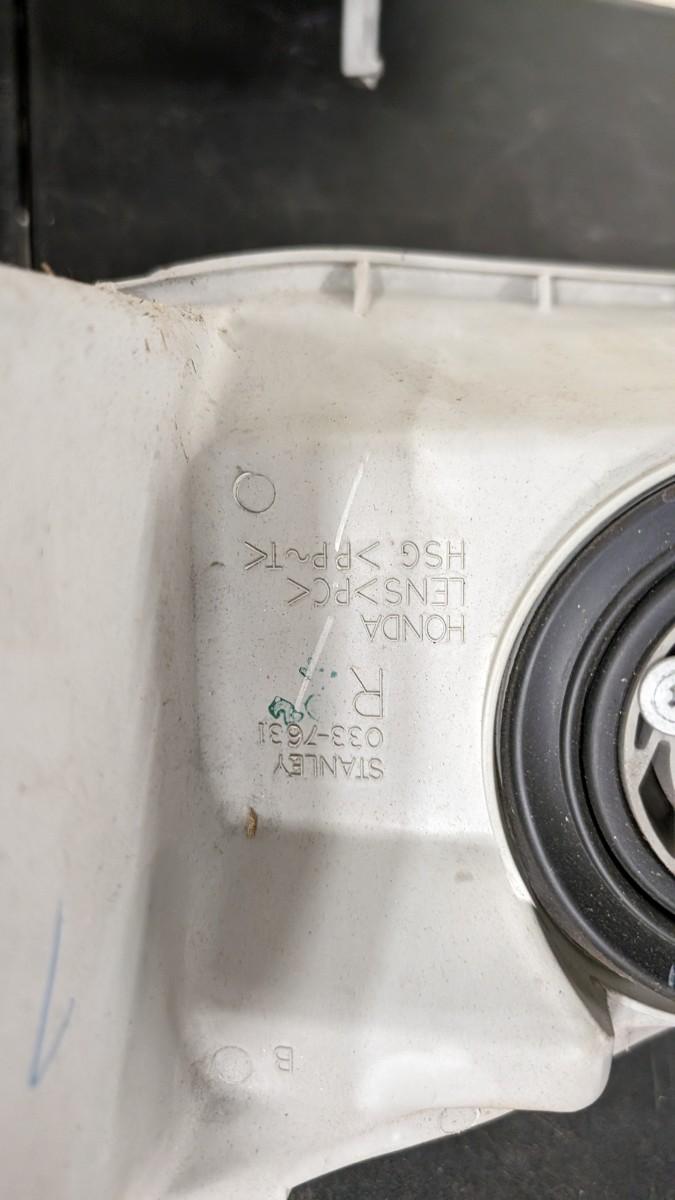 B
STANLEY
033-7631
R
HONDA
LENS>PC<
HSG. >PP~T<